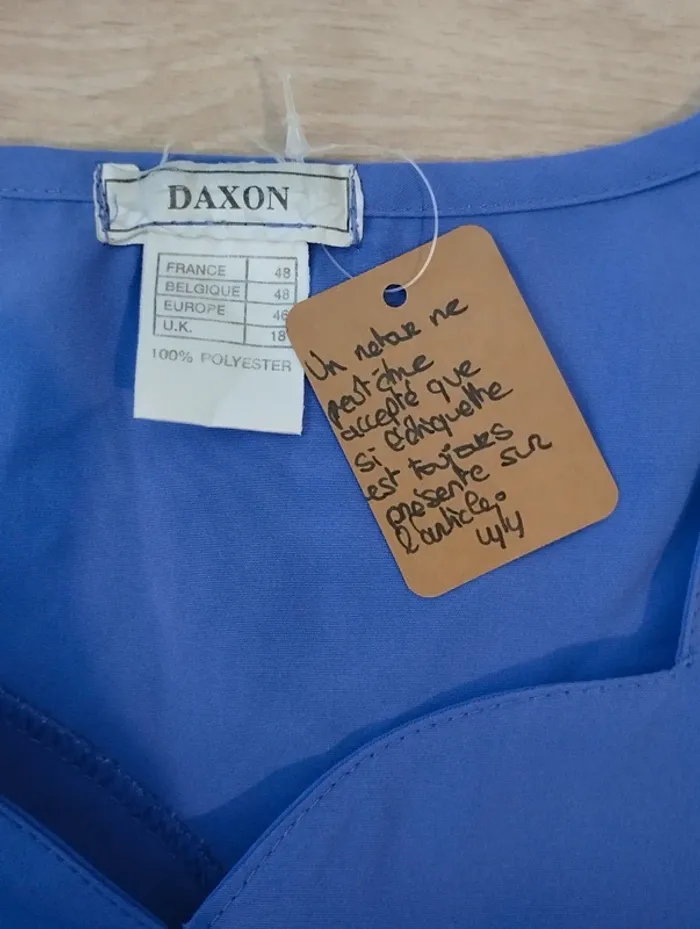 DAXON
FRANCE 48
BELGIQUE 48
EUROPE 46
U.K. 18
100% POLYESTER
Un retour ne
peut être
accepté que
si l'étiquette
est toujours
présente sur
l'article.